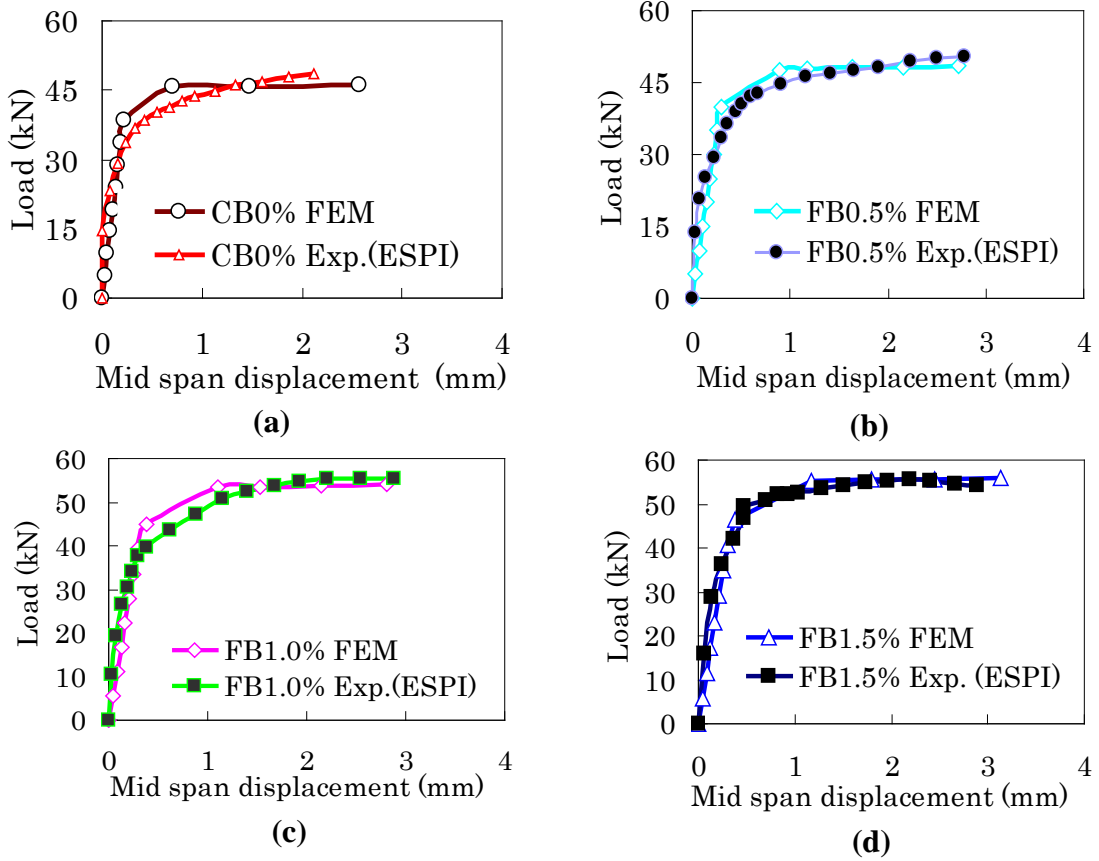 60
45
30
15
0
Load (kN)
CB0% FEM
CB0% Exp.(ESPI)
0 1 2 3 4
Mid span displacement (mm)
(a)
60
45
30
15
0
Load (kN)
FB0.5% FEM
FB0.5% Exp.(ESPI)
0 1 2 3 4
Mid span displacement (mm)
(b)
60
50
40
30
20
10
0
Load (kN)
FB1.0% FEM
FB1.0% Exp.(ESPI)
0 1 2 3 4
Mid span displacement (mm)
(c)
60
50
40
30
20
10
0
Load (kN)
FB1.5% FEM
FB1.5% Exp. (ESPI)
0 1 2 3 4
Mid span displacement (mm)
(d)